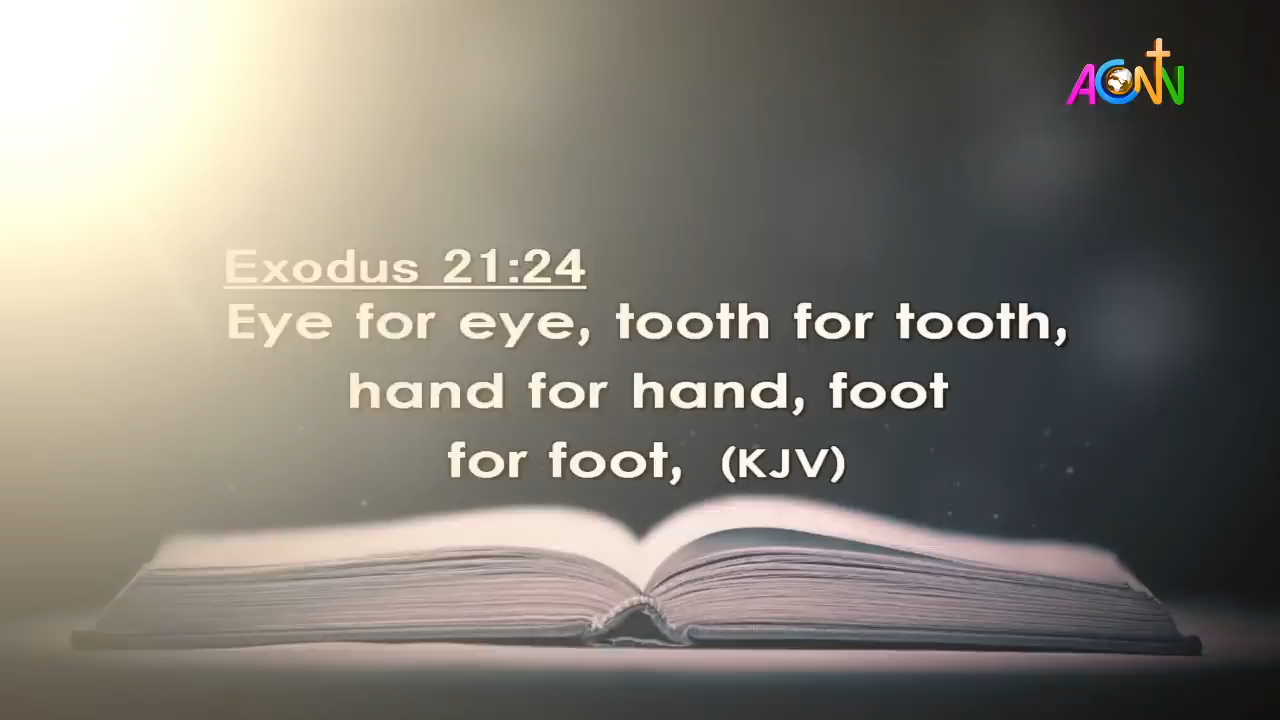 ACNN
Exodus 21:24
Eye for eye, tooth for tooth,
hand for hand, foot
for foot, (KJV)